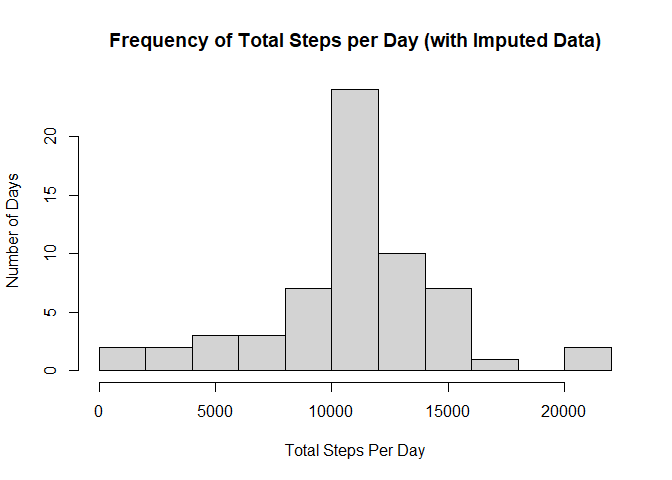 Frequency of Total Steps per Day (with Imputed Data)
Number of Days
20
15
10
5
0
0 5000 10000 15000 20000
Total Steps Per Day